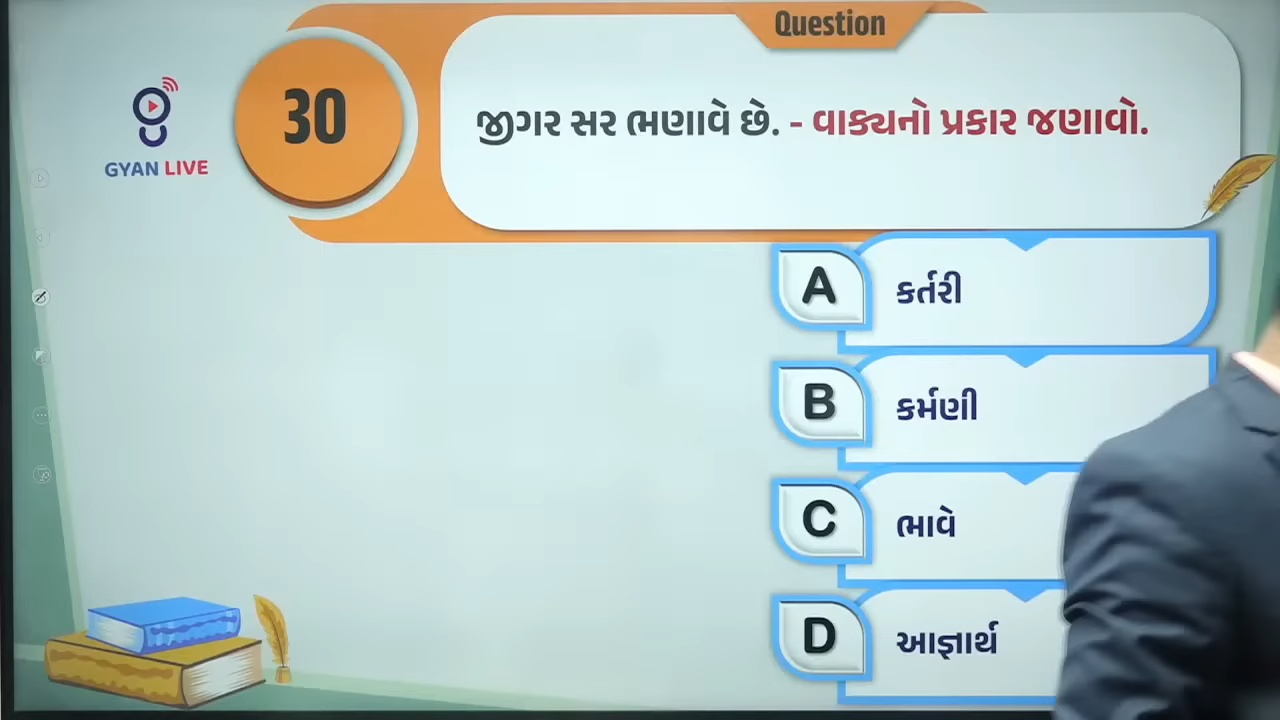 Question
30
જીગર સર ભણાવે છે. - વાક્યનો પ્રકાર જણાવો.
GYAN LIVE
A કર્તરી
B કર્મણી
C ભાવે
D આજ્ઞાર્થ